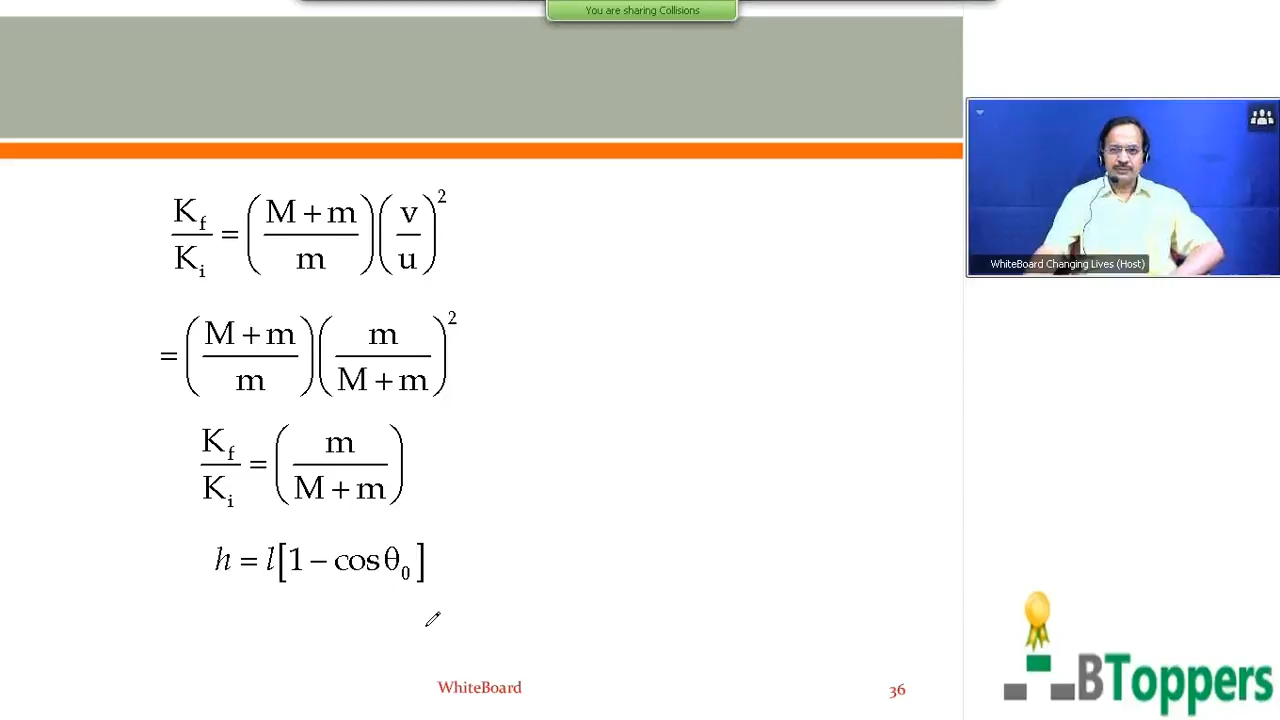 You are sharing Collisions
K_f / K_i = ( (M + m) / m ) ( v / u )^2
= ( (M + m) / m ) ( m / (M + m) )^2
K_f / K_i = ( m / (M + m) )
h = l [ 1 − cos θ_0 ]
WhiteBoard Changing Lives (Host)
WhiteBoard
36
BToppers